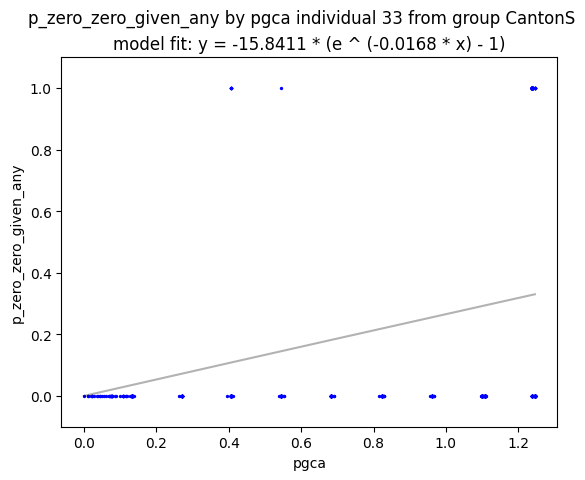 p_zero_zero_given_any by pgca individual 33 from group CantonS
model fit: y = -15.8411 * (e ^ (-0.0168 * x) - 1)
1.0
0.8
0.6
0.4
0.2
0.0
p_zero_zero_given_any
0.0 0.2 0.4 0.6 0.8 1.0 1.2
pgca